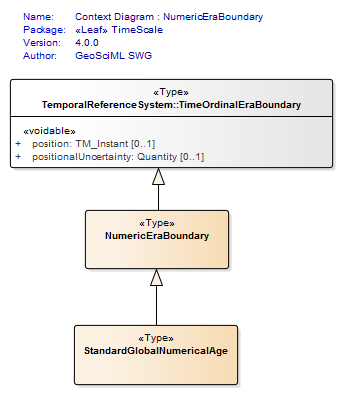 Name: Context Diagram : NumericEraBoundary
Package: «Leaf» TimeScale
Version: 4.0.0
Author: GeoSciML SWG
«Type»
TemporalReferenceSystem::TimeOrdinalEraBoundary
«voidable»
+ position: TM_Instant [0..1]
+ positionalUncertainty: Quantity [0..1]
«Type»
NumericEraBoundary
«Type»
StandardGlobalNumericalAge